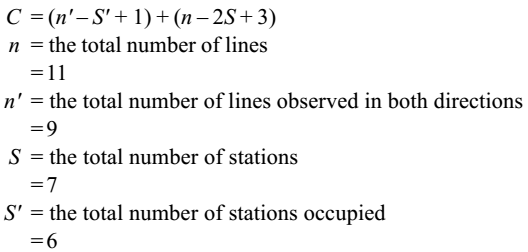 C = (n′ – S′ + 1) + (n – 2S + 3)
n = the total number of lines
= 11
n′ = the total number of lines observed in both directions
= 9
S = the total number of stations
= 7
S′ = the total number of stations occupied
= 6